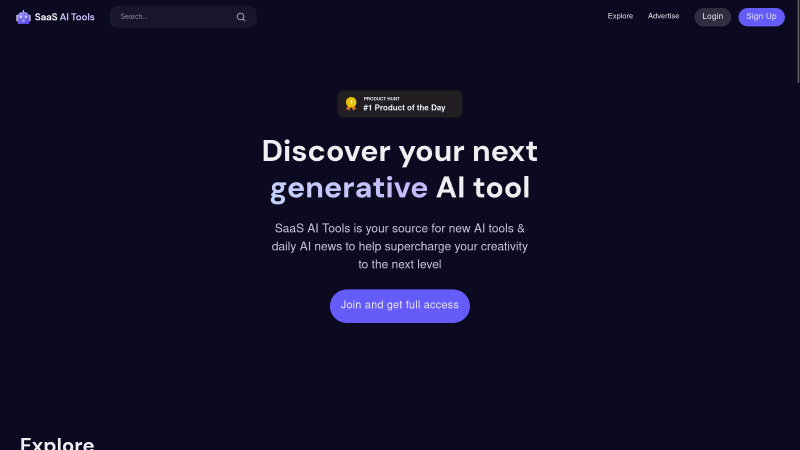 SaaS AI Tools
Search...
Explore
Advertise
Login
Sign Up
PRODUCT HUNT
#1 Product of the Day
Discover your next
generative AI tool
SaaS AI Tools is your source for new AI tools &
daily AI news to help supercharge your creativity
to the next level
Join and get full access
Explore